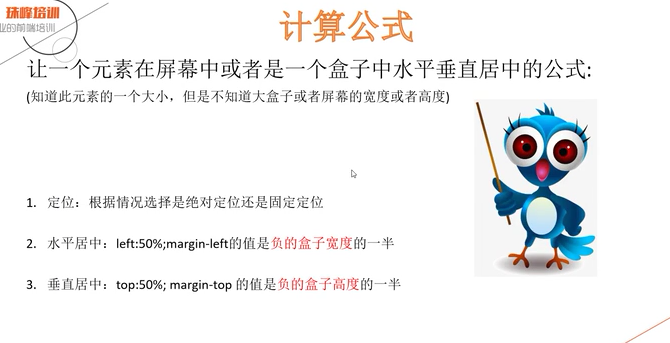 珠峰培训
业的前端培训
计算公式
让一个元素在屏幕中或者是一个盒子中水平垂直居中的公式:
(知道此元素的一个大小，但是不知道大盒子或者屏幕的宽度或者高度)
1. 定位：根据情况选择是绝对定位还是固定定位
2. 水平居中：left:50%;margin-left的值是负的盒子宽度的一半
3. 垂直居中：top:50%; margin-top 的值是负的盒子高度的一半